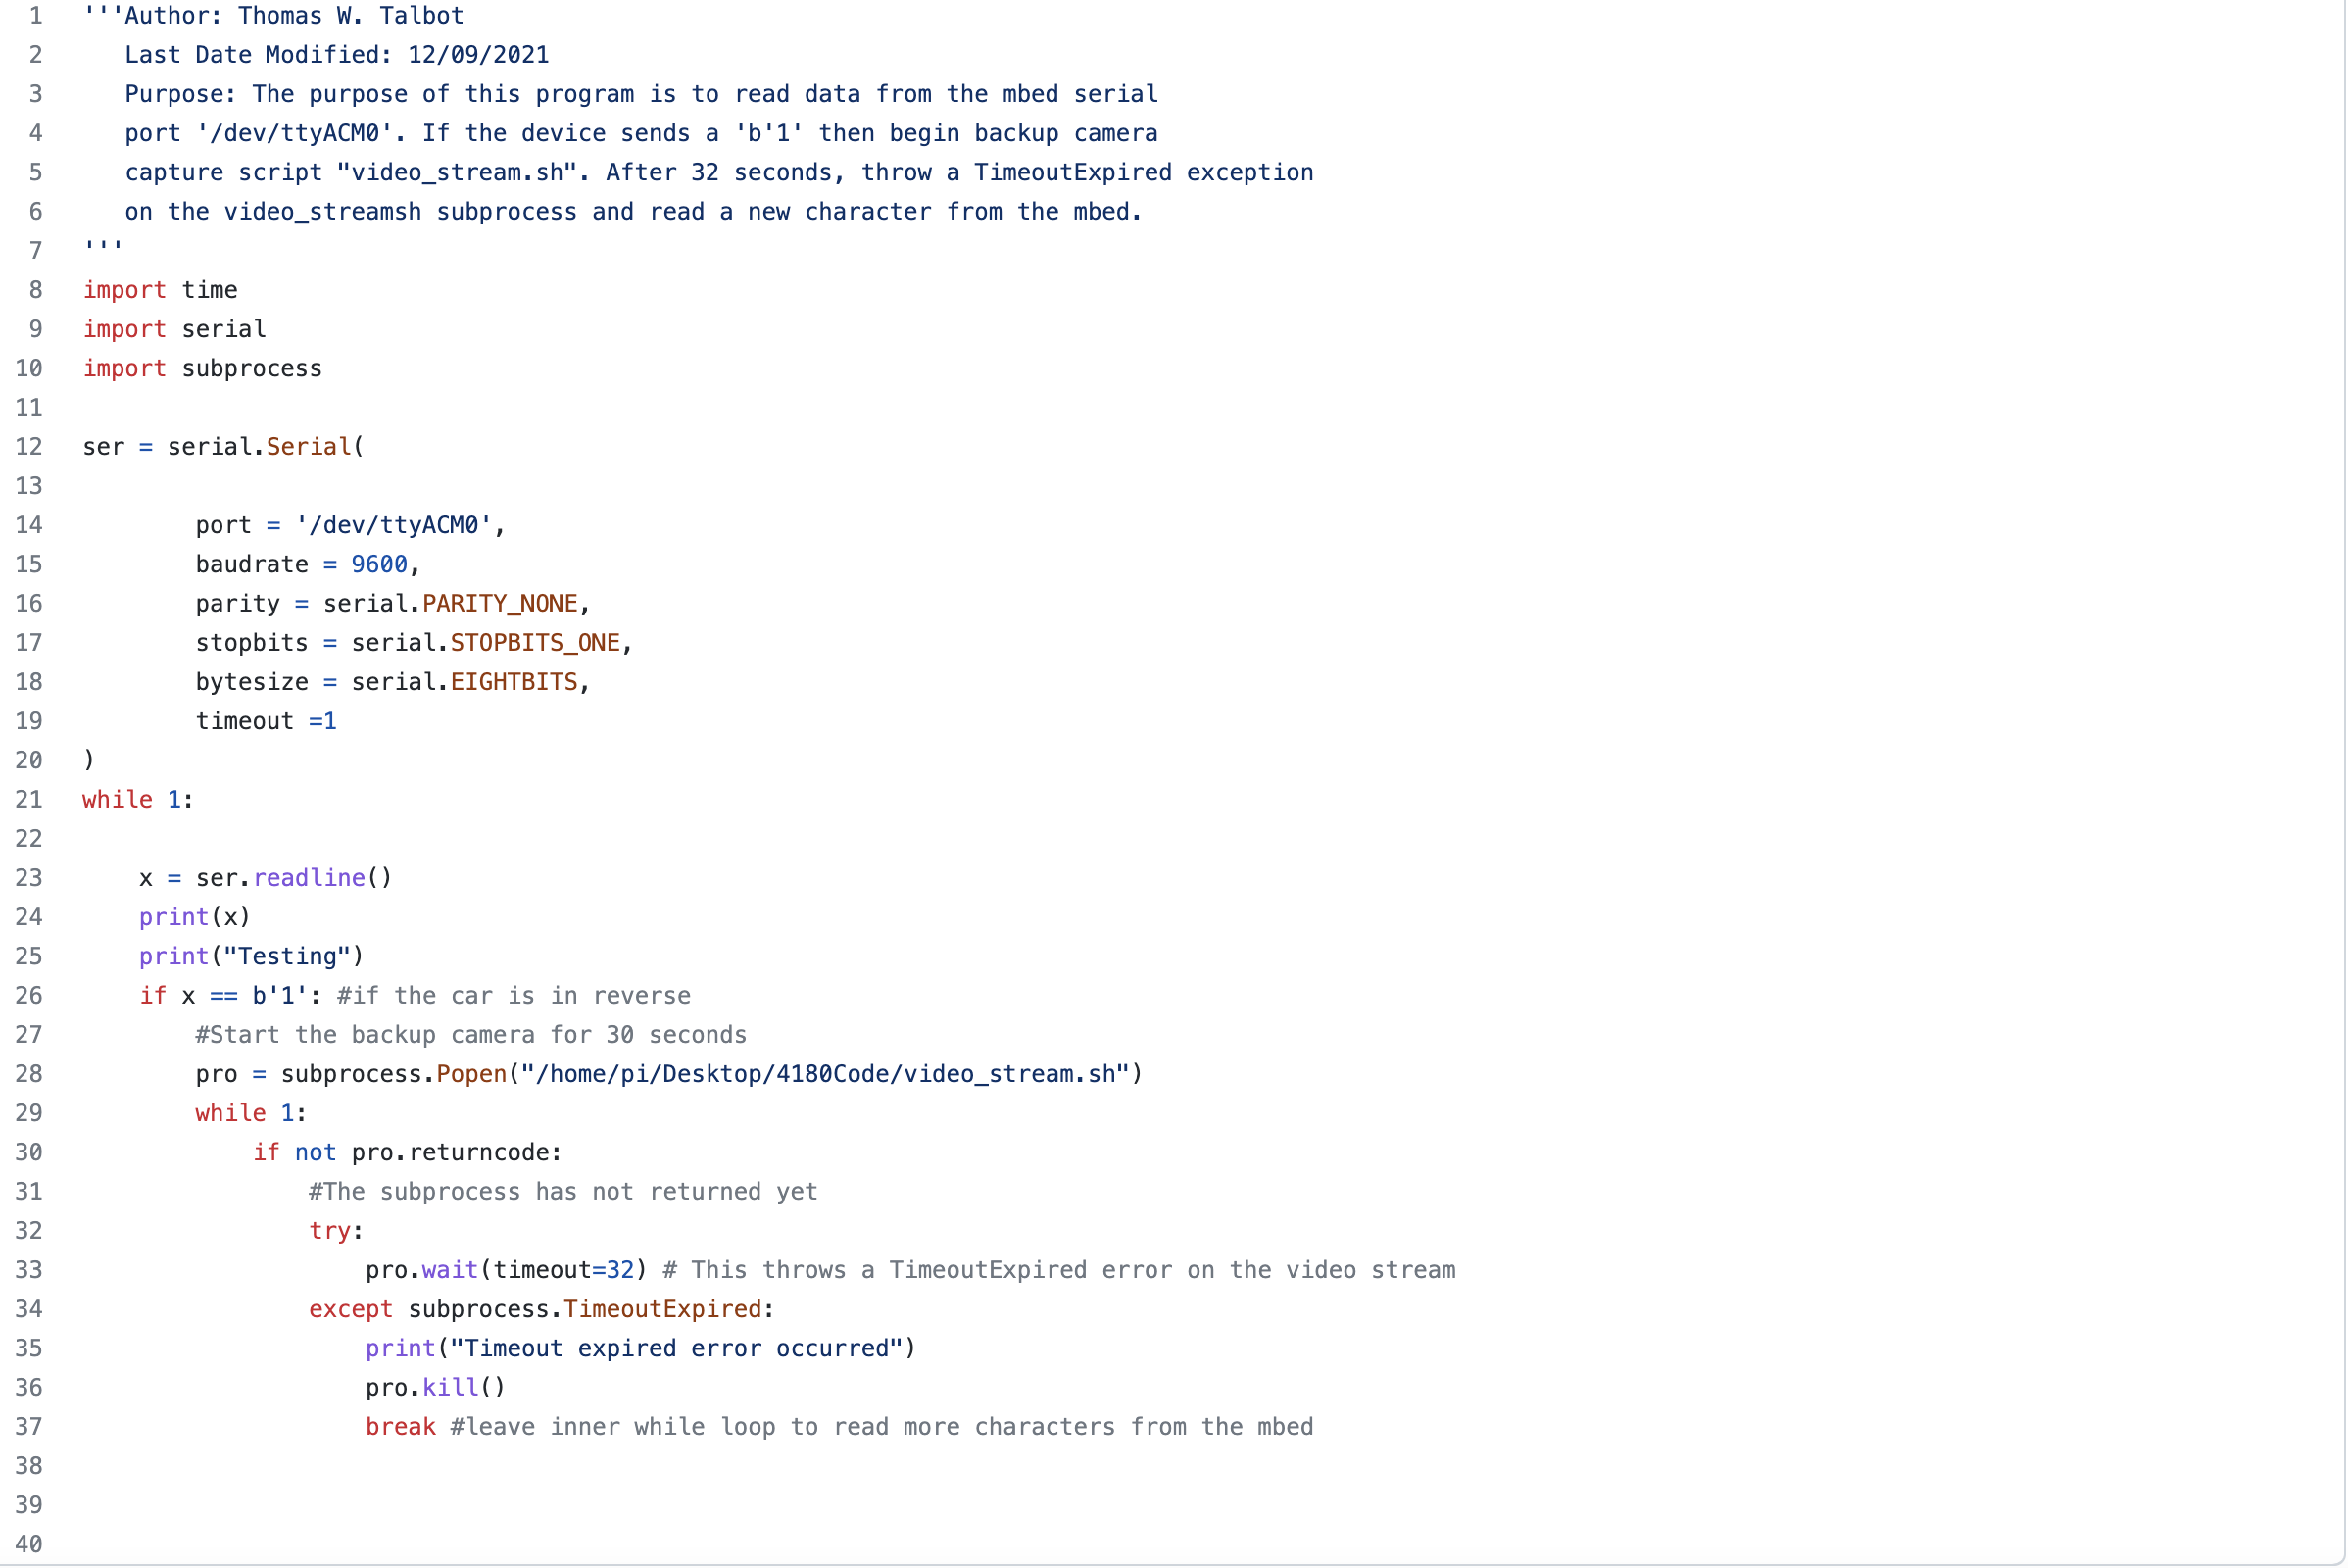 1 '''Author: Thomas W. Talbot
2    Last Date Modified: 12/09/2021
3    Purpose: The purpose of this program is to read data from the mbed serial
4    port '/dev/ttyACM0'. If the device sends a 'b'1' then begin backup camera
5    capture script "video_stream.sh". After 32 seconds, throw a TimeoutExpired exception
6    on the video_streamsh subprocess and read a new character from the mbed.
7 '''
8 import time
9 import serial
10 import subprocess
11
12 ser = serial.Serial(
13
14         port = '/dev/ttyACM0',
15         baudrate = 9600,
16         parity = serial.PARITY_NONE,
17         stopbits = serial.STOPBITS_ONE,
18         bytesize = serial.EIGHTBITS,
19         timeout =1
20 )
21 while 1:
22
23     x = ser.readline()
24     print(x)
25     print("Testing")
26     if x == b'1': #if the car is in reverse
27         #Start the backup camera for 30 seconds
28         pro = subprocess.Popen("/home/pi/Desktop/4180Code/video_stream.sh")
29         while 1:
30             if not pro.returncode:
31                 #The subprocess has not returned yet
32                 try:
33                     pro.wait(timeout=32) # This throws a TimeoutExpired error on the video stream
34                 except subprocess.TimeoutExpired:
35                     print("Timeout expired error occurred")
36                     pro.kill()
37                     break #leave inner while loop to read more characters from the mbed
38
39
40